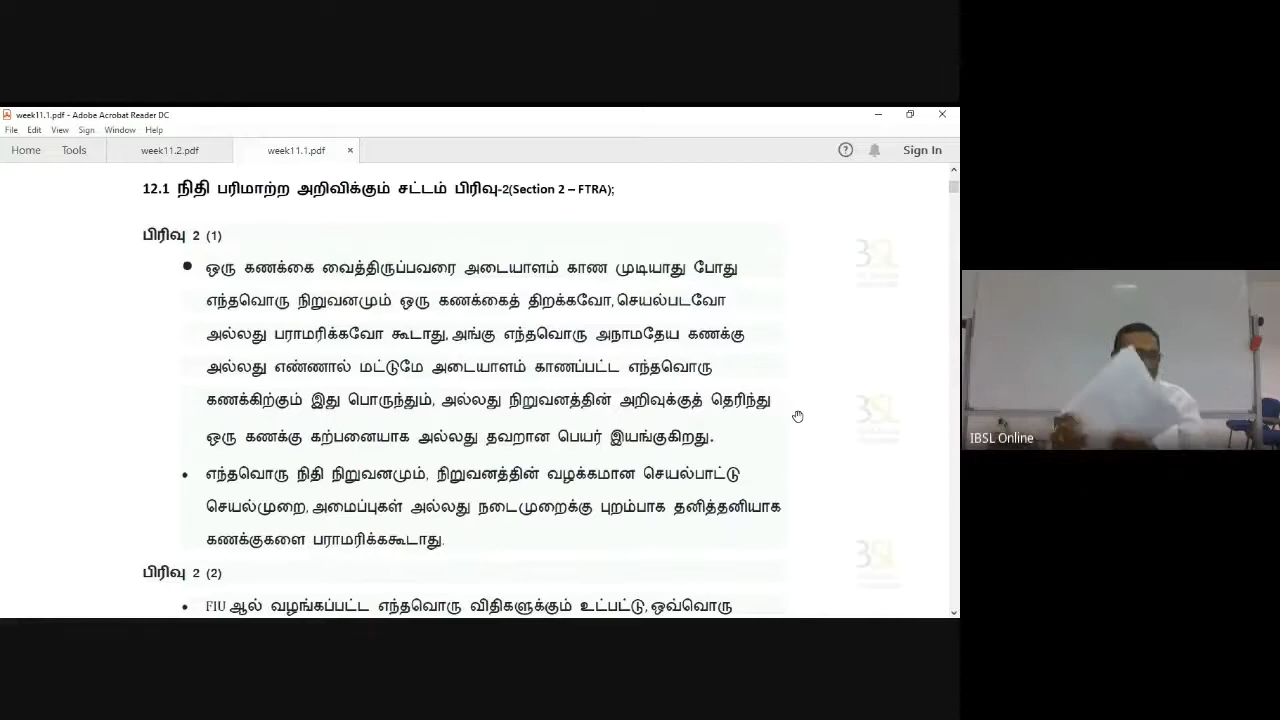 week11.1.pdf - Adobe Acrobat Reader DC
File Edit View Sign Window Help
Home Tools week11.2.pdf week11.1.pdf × Sign In
12.1 நிதி பரிமாற்ற அறிவிக்கும் சட்டம் பிரிவு-2(Section 2 – FTRA);
பிரிவு 2 (1)
● ஒரு கணக்கை வைத்திருப்பவரை அடையாளம் காண முடியாது போது
எந்தவொரு நிறுவனமும் ஒரு கணக்கைத் திறக்கவோ, செயல்படவோ
அல்லது பராமரிக்கவோ கூடாது, அங்கு எந்தவொரு அநாமதேய கணக்கு
அல்லது எண்ணால் மட்டுமே அடையாளம் காணப்பட்ட எந்தவொரு
கணக்கிற்கும் இது பொருந்தும், அல்லது நிறுவனத்தின் அறிவுக்குத் தெரிந்து
ஒரு கணக்கு கற்பனையாக அல்லது தவறான பெயர் இயங்குகிறது.
• எந்தவொரு நிதி நிறுவனமும், நிறுவனத்தின் வழக்கமான செயல்பாட்டு
செயல்முறை, அமைப்புகள் அல்லது நடைமுறைக்கு புறம்பாக தனித்தனியாக
கணக்குகளை பராமரிக்ககூடாது.
பிரிவு 2 (2)
• FIU ஆல் வழங்கப்பட்ட எந்தவொரு விதிகளுக்கும் உட்பட்டு, ஒவ்வொரு
IBSL Online